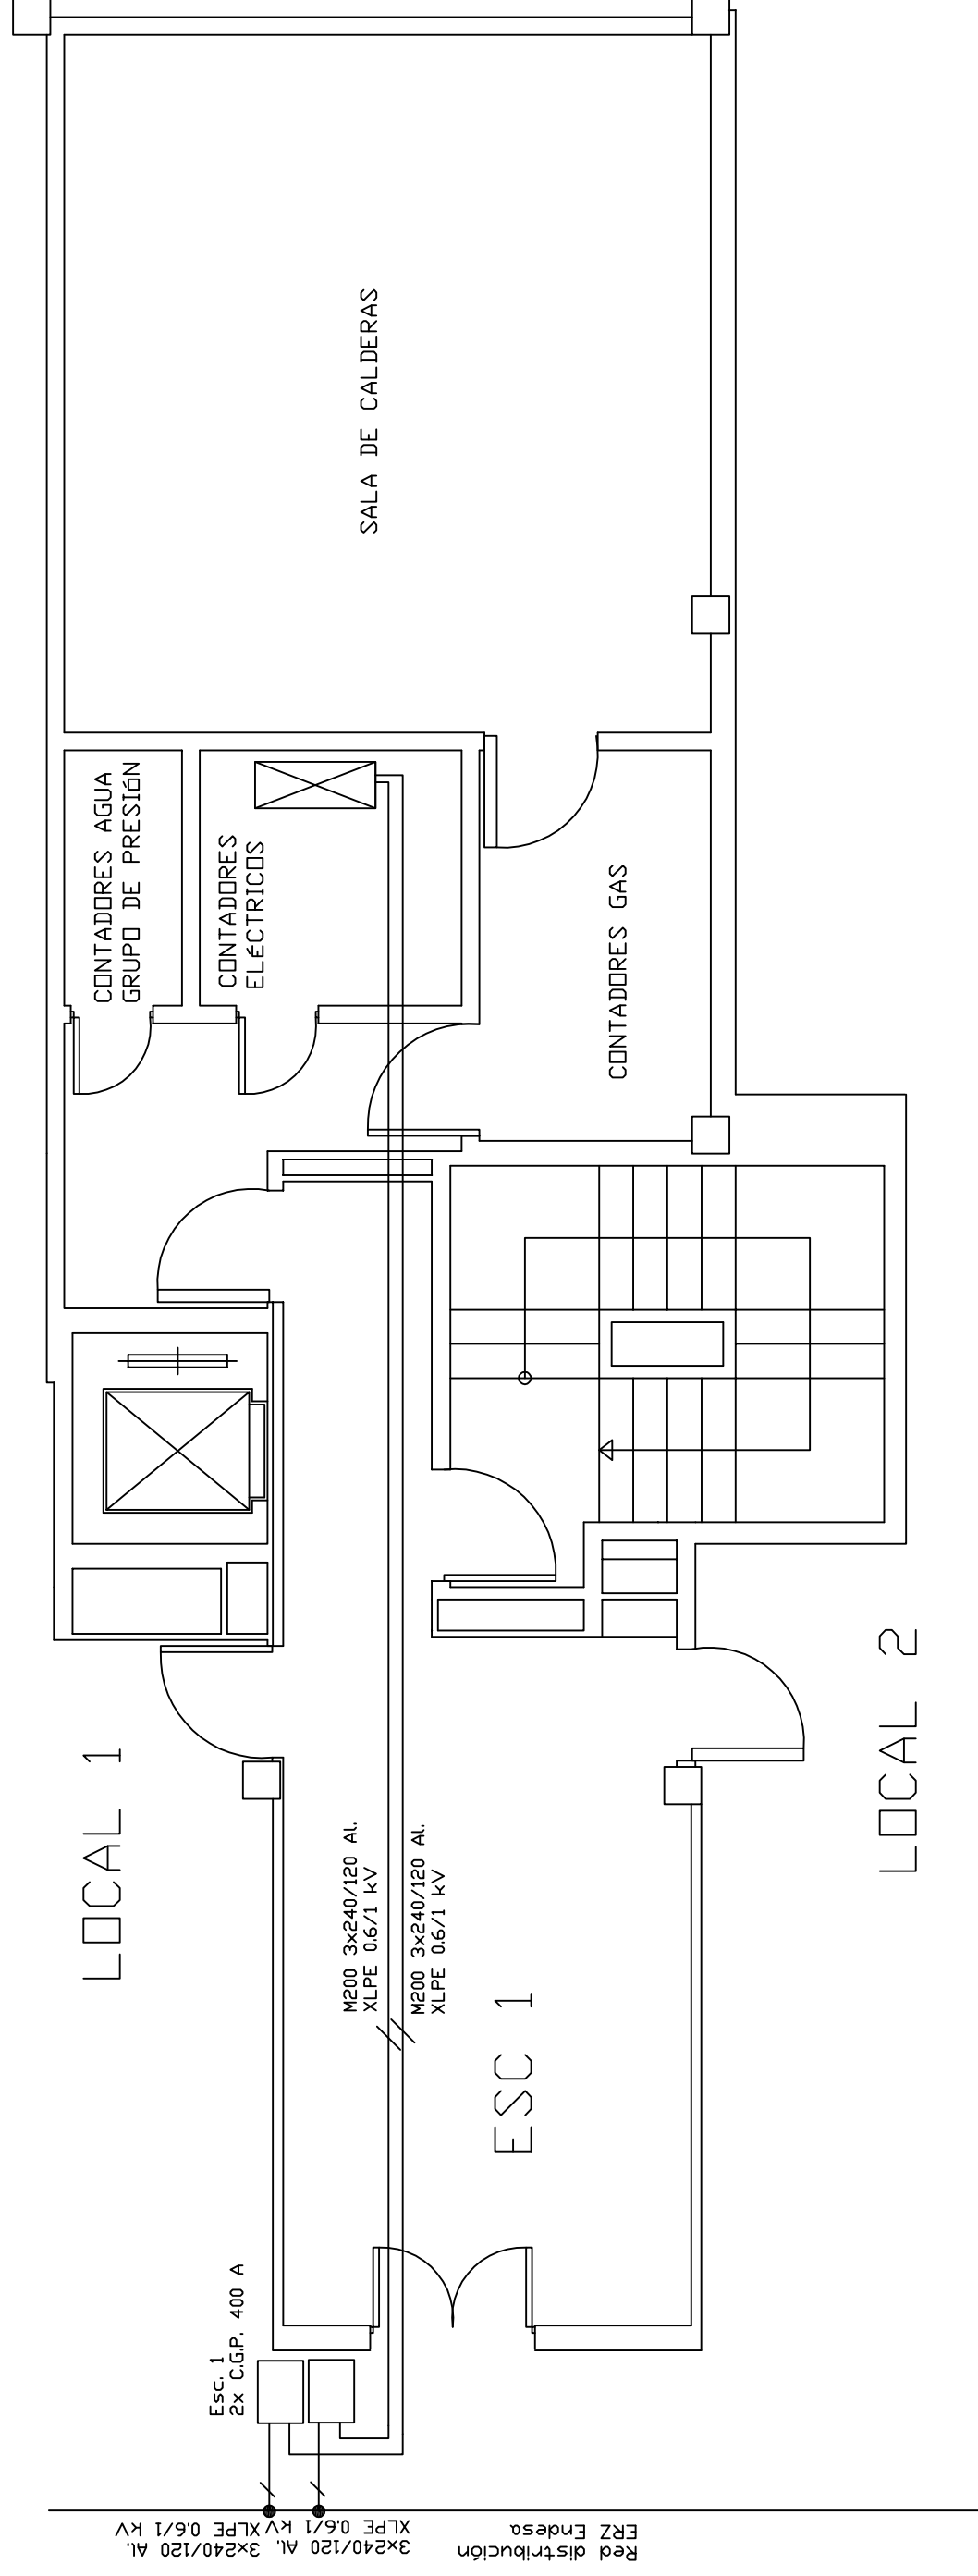 SALA DE CALDERAS
CONTADORES AGUA
GRUPO DE PRESIÓN
CONTADORES
ELÉCTRICOS
CONTADORES GAS
LOCAL 1
LOCAL 2
M200 3x240/120 Al.
XLPE 0.6/1 kV
M200 3x240/120 Al.
XLPE 0.6/1 kV
ESC 1
Esc. 1
2x C.G.P. 400 A
3x240/120 Al.
XLPE 0.6/1 kV
3x240/120 Al.
XLPE 0.6/1 kV
Red distribución
ERZ Endesa